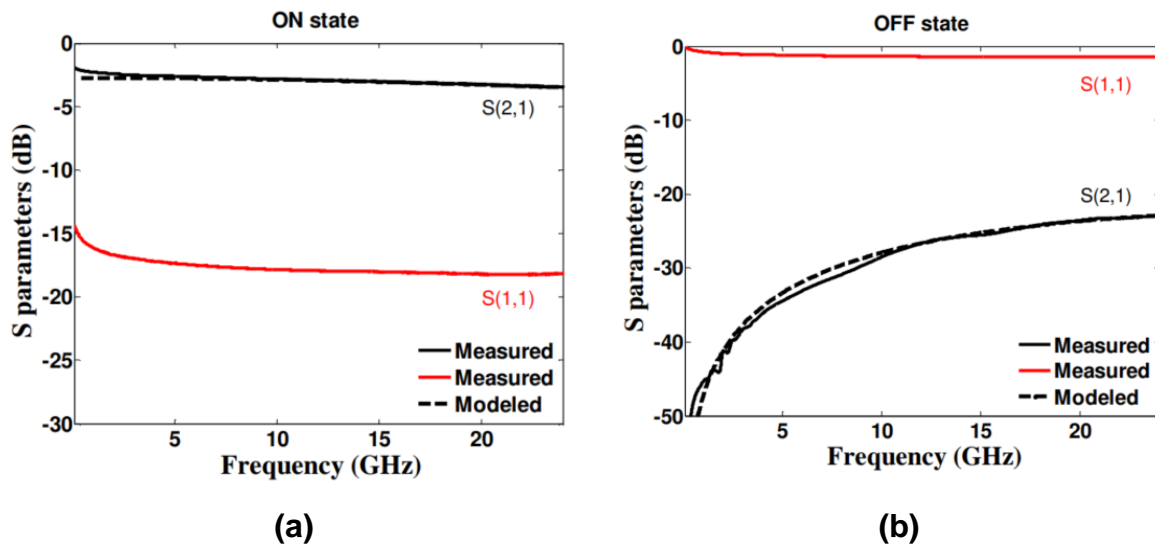 ON state
S parameters (dB)
0
-5
-10
-15
-20
-25
-30
S(2,1)
S(1,1)
Measured
Measured
Modeled
5
10
15
20
Frequency (GHz)
(a)
OFF state
S parameters (dB)
0
-10
-20
-30
-40
-50
S(1,1)
S(2,1)
Measured
Measured
Modeled
5
10
15
20
Frequency (GHz)
(b)